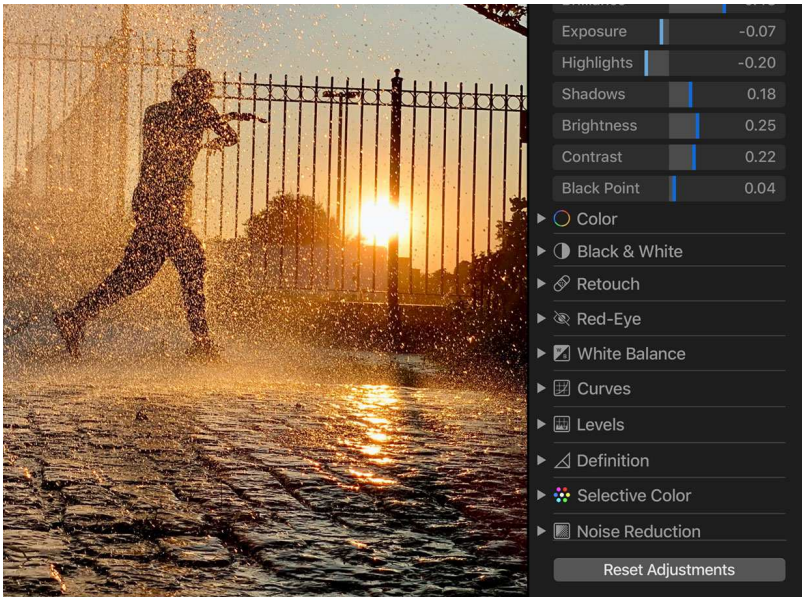 Exposure -0.07
Highlights -0.20
Shadows 0.18
Brightness 0.25
Contrast 0.22
Black Point 0.04
Color
Black & White
Retouch
Red-Eye
White Balance
Curves
Levels
Definition
Selective Color
Noise Reduction
Reset Adjustments